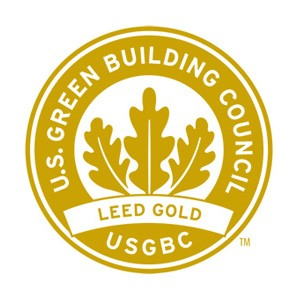 U.S. GREEN BUILDING COUNCIL
LEED GOLD
USGBC
TM